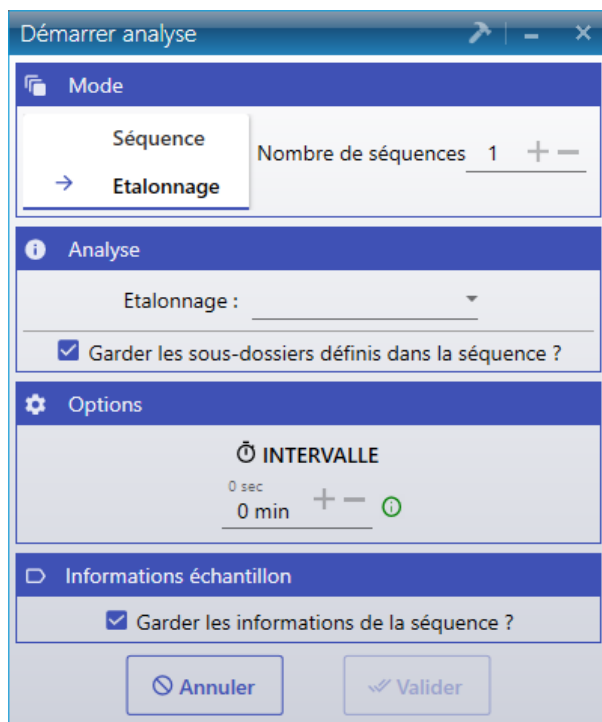 Démarrer analyse
Mode
Séquence
Nombre de séquences 1
Etalonnage
Analyse
Etalonnage :
Garder les sous-dossiers définis dans la séquence ?
Options
INTERVALLE
0 sec
0 min
Informations échantillon
Garder les informations de la séquence ?
Annuler
Valider